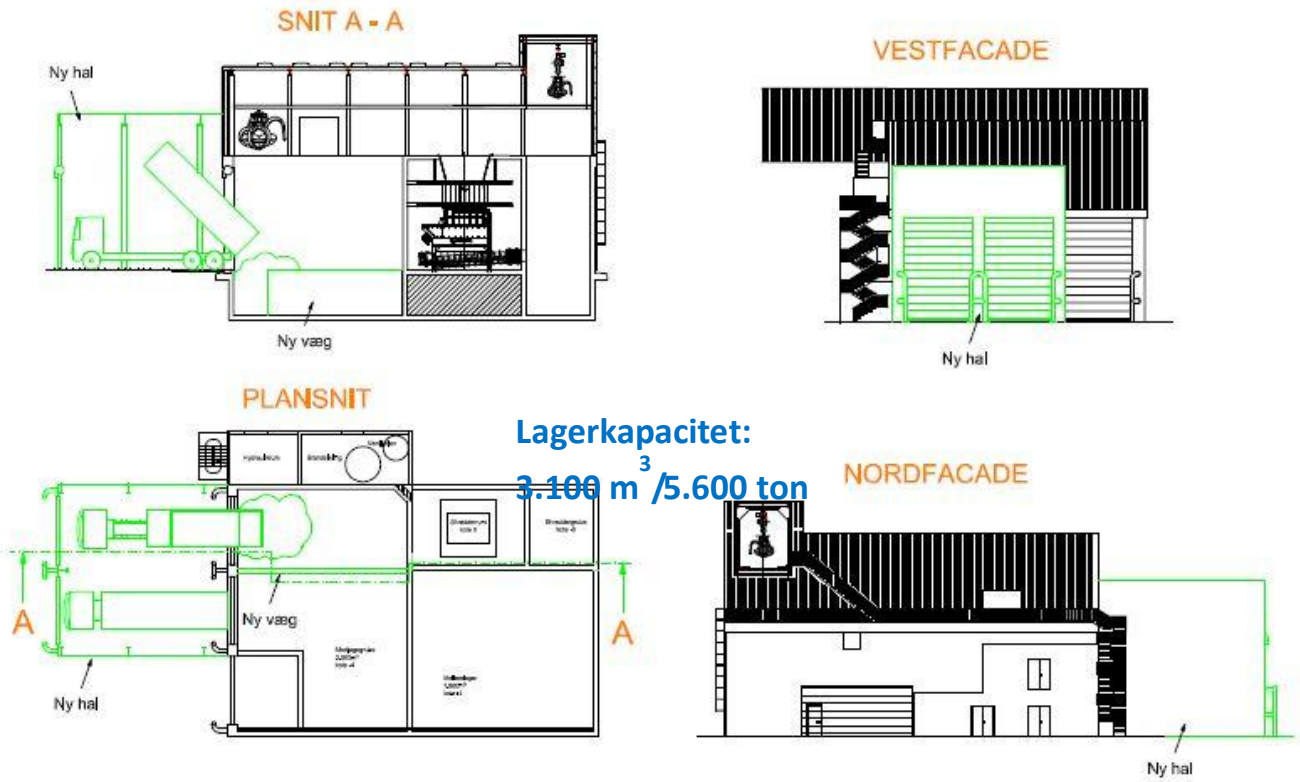 SNIT A - A
Ny hal
Ny væg
VESTFACADE
Ny hal
PLANSNIT
Hydraulikrum
A
A
Ny væg
Ny hal
Lagerkapacitet:
3.100 m³/5.600 ton
NORDFACADE
Ny hal